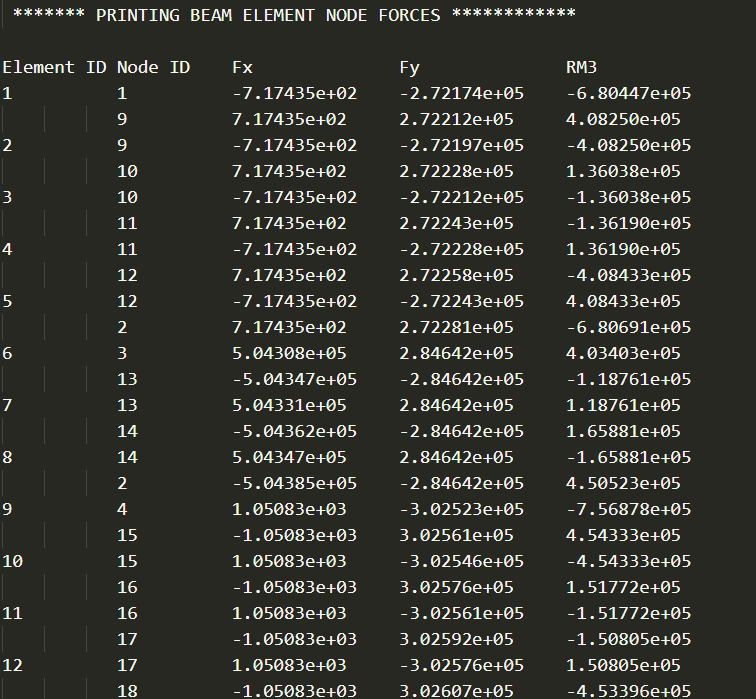 ******* PRINTING BEAM ELEMENT NODE FORCES ************
Element ID Node ID Fx Fy RM3
1 1 -7.17435e+02 -2.72174e+05 -6.80447e+05
9 7.17435e+02 2.72212e+05 4.08250e+05
2 9 -7.17435e+02 -2.72197e+05 -4.08250e+05
10 7.17435e+02 2.72228e+05 1.36038e+05
3 10 -7.17435e+02 -2.72212e+05 -1.36038e+05
11 7.17435e+02 2.72243e+05 -1.36190e+05
4 11 -7.17435e+02 -2.72228e+05 1.36190e+05
12 7.17435e+02 2.72258e+05 -4.08433e+05
5 12 -7.17435e+02 -2.72243e+05 4.08433e+05
2 7.17435e+02 2.72281e+05 -6.80691e+05
6 3 5.04308e+05 2.84642e+05 4.03403e+05
13 -5.04347e+05 -2.84642e+05 -1.18761e+05
7 13 5.04331e+05 2.84642e+05 1.18761e+05
14 -5.04362e+05 -2.84642e+05 1.65881e+05
8 14 5.04347e+05 2.84642e+05 -1.65881e+05
2 -5.04385e+05 -2.84642e+05 4.50523e+05
9 4 1.05083e+03 -3.02523e+05 -7.56878e+05
15 -1.05083e+03 3.02561e+05 4.54333e+05
10 15 1.05083e+03 -3.02546e+05 -4.54333e+05
16 -1.05083e+03 3.02576e+05 1.51772e+05
11 16 1.05083e+03 -3.02561e+05 -1.51772e+05
17 -1.05083e+03 3.02592e+05 -1.50805e+05
12 17 1.05083e+03 -3.02576e+05 1.50805e+05
18 -1.05083e+03 3.02607e+05 -4.53396e+05